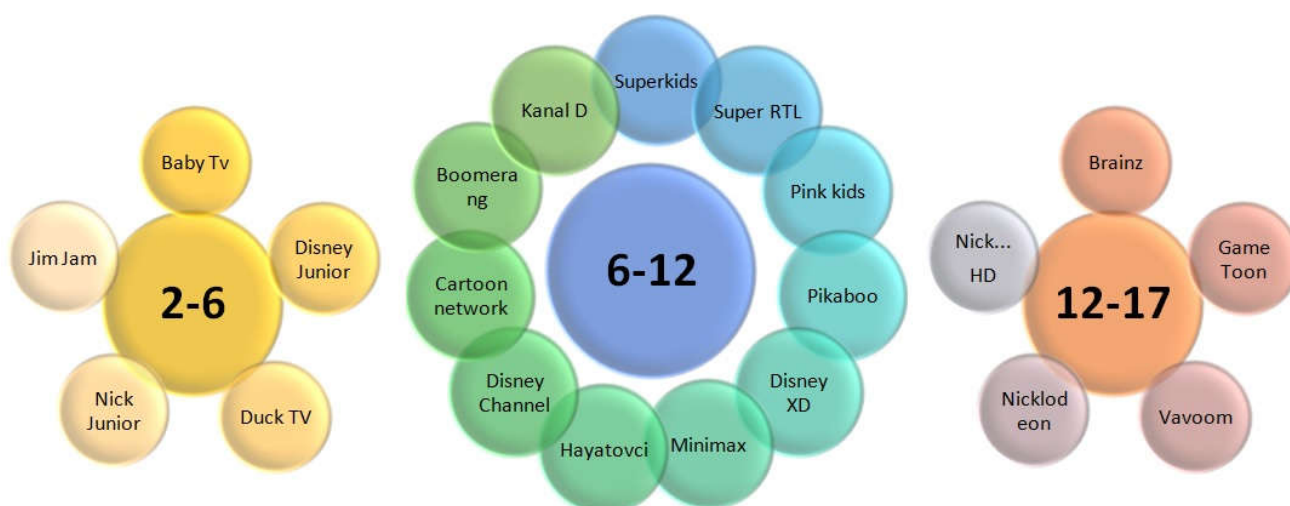 Baby Tv
Disney
Junior
Duck TV
Nick
Junior
Jim Jam
2-6
Superkids
Super RTL
Pink kids
Pikaboo
Disney
XD
Minimax
Hayatovci
Disney
Channel
Cartoon
network
Boomera
ng
Kanal D
6-12
Brainz
Game
Toon
Vavoom
Nicklod
eon
Nick...
HD
12-17